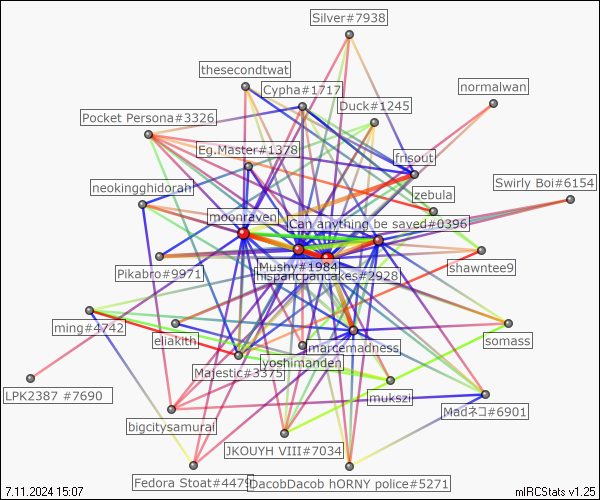 Silver#7938
thesecondtwat
Cypha#1717
normalwan
Duck#1245
Pocket Persona#3326
Eg.Master#1378
frisout
neokingghidorah
Swirly Boi#6154
zebula
moonraven
Can anything be saved#0396
Mushy#1984
shawntee9
Pikabro#9971
hispanicpancakes#2928
ming#4742
eliakith
somass
marcemadness
yoshimanden
Majestic#3375
LPK2387 #7690
mukszi
Madネコ#6901
bigcitysamurai
JKOUYH VIII#7034
Fedora Stoat#4479
DacobDacob hORNY police#5271
7.11.2024 15:07
mIRCStats v1.25